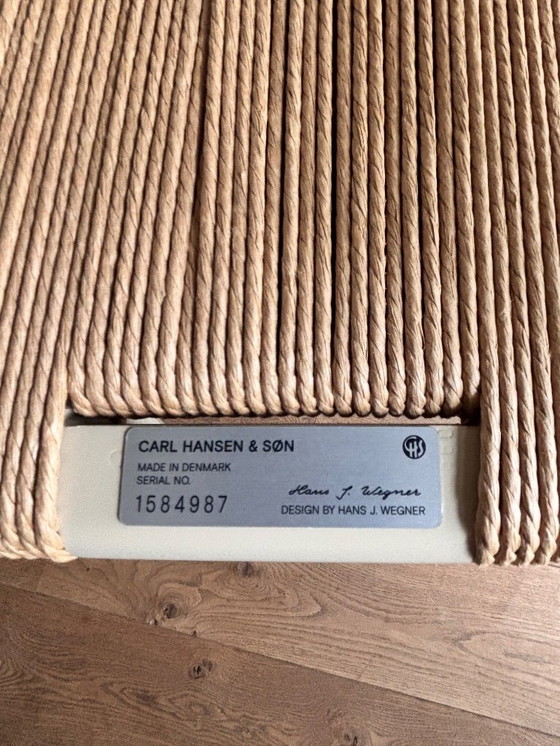 CARL HANSEN & SØN
MADE IN DENMARK
SERIAL NO.
1584987
Hans J. Wegner
DESIGN BY HANS J. WEGNER